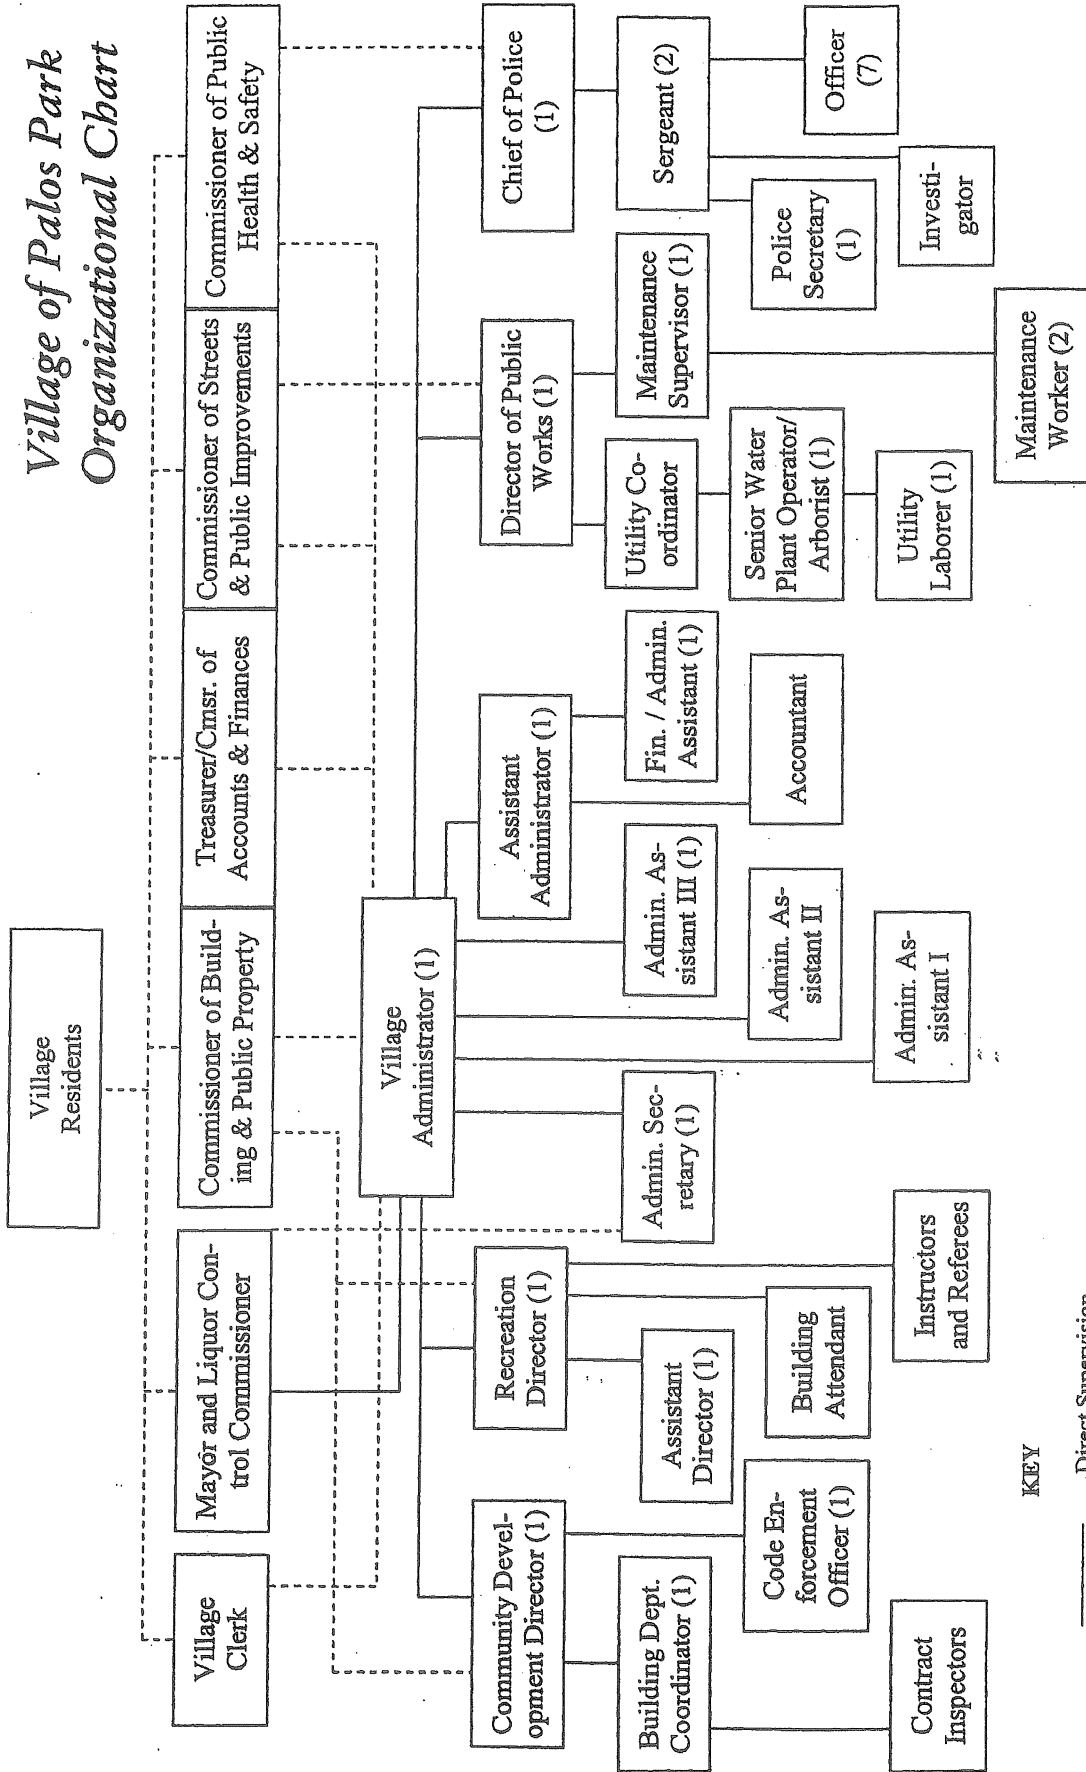 Village of Palos Park
Organizational Chart
Village
Residents
Village
Clerk
Mayor and Liquor Con-
trol Commissioner
Commissioner of Build-
ing & Public Property
Treasurer/Cmsr. of
Accounts & Finances
Commissioner of Streets
& Public Improvements
Commissioner of Public
Health & Safety
Village
Administrator (1)
Community Devel-
opment Director (1)
Recreation
Director (1)
Assistant
Administrator (1)
Director of Public
Works (1)
Chief of Police
(1)
Building Dept.
Coordinator (1)
Assistant
Director (1)
Admin. Sec-
retary (1)
Admin. As-
sistant III (1)
Fin. / Admin.
Assistant (1)
Utility Co-
ordinator
Maintenance
Supervisor (1)
Sergeant (2)
Code En-
forcement
Officer (1)
Building
Attendant
Admin. As-
sistant II
Accountant
Senior Water
Plant Operator/
Arborist (1)
Police
Secretary
(1)
Officer
(7)
Contract
Inspectors
Instructors
and Referees
Admin. As-
sistant I
Utility
Laborer (1)
Investi-
gator
Maintenance
Worker (2)
KEY
Direct Supervision